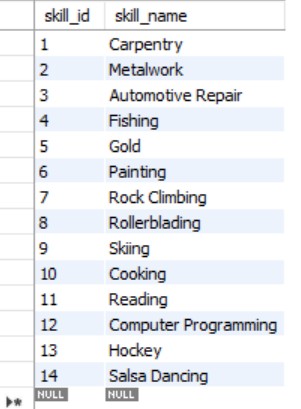 skill_id skill_name
1 Carpentry
2 Metalwork
3 Automotive Repair
4 Fishing
5 Gold
6 Painting
7 Rock Climbing
8 Rollerblading
9 Skiing
10 Cooking
11 Reading
12 Computer Programming
13 Hockey
14 Salsa Dancing
NULL NULL